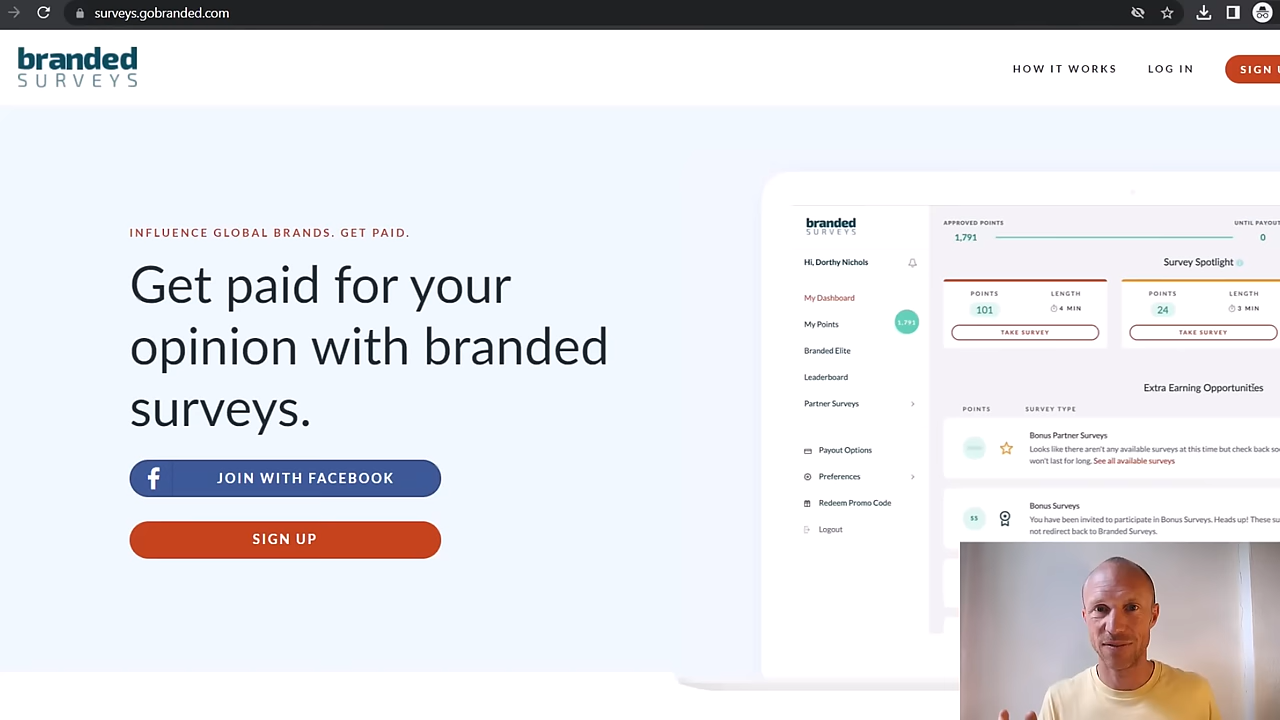 surveys.gobranded.com
branded
SURVEYS
HOW IT WORKS
LOG IN
SIGN
INFLUENCE GLOBAL BRANDS. GET PAID.
Get paid for your
opinion with branded
surveys.
JOIN WITH FACEBOOK
SIGN UP
branded
SURVEYS
Hi, Dorthy Nichols
My Dashboard
My Points
1,791
Branded Elite
Leaderboard
Partner Surveys
Payout Options
Preferences
Redeem Promo Code
Logout
APPROVED POINTS
1,791
UNTIL PAYOUT
0
Survey Spotlight
POINTS
LENGTH
101
4 MIN
TAKE SURVEY
POINTS
LENGTH
24
3 MIN
TAKE SURVEY
Extra Earning Opportunities
POINTS
SURVEY TYPE
Bonus Partner Surveys
Looks like there aren't any available surveys at this time but check back
won't last for long. See all available surveys
55
Bonus Surveys
You have been invited to participate in Bonus Surveys. Heads up! These
not redirect back to Branded Surveys.